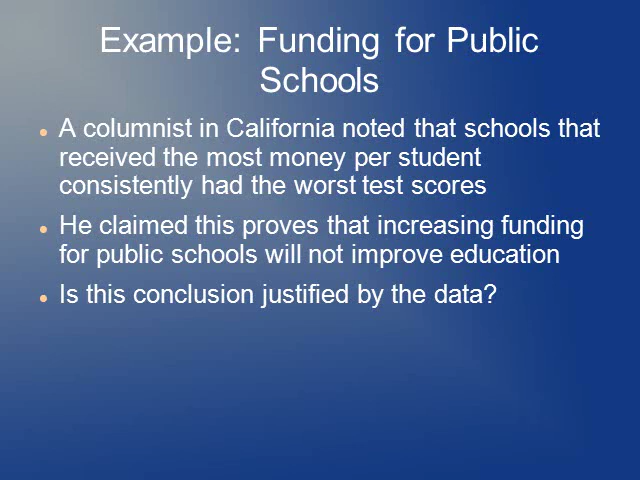 Example: Funding for Public
Schools
• A columnist in California noted that schools that
received the most money per student
consistently had the worst test scores
• He claimed this proves that increasing funding
for public schools will not improve education
• Is this conclusion justified by the data?